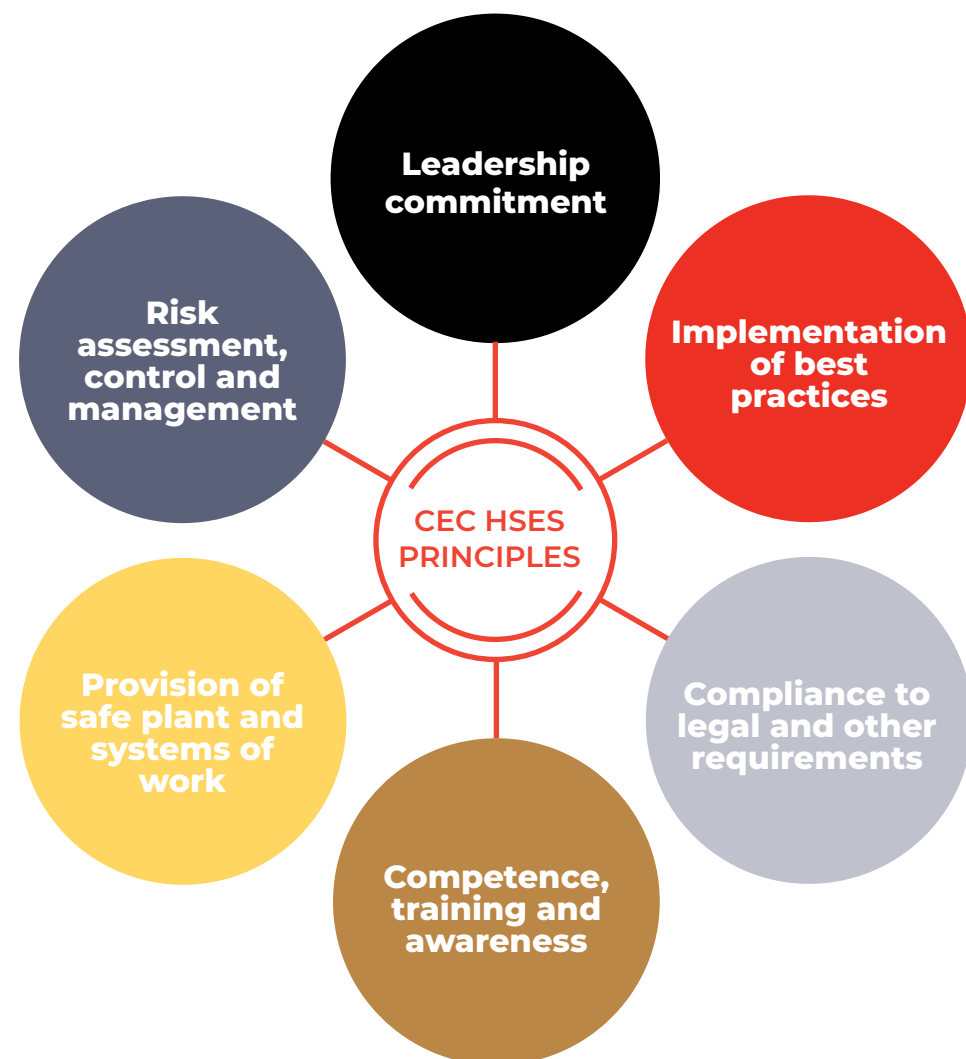 Leadership
commitment
Implementation
of best
practices
Compliance to
legal and other
requirements
Competence,
training and
awareness
Provision of
safe plant and
systems of
work
Risk
assessment,
control and
management
CEC HSES
PRINCIPLES